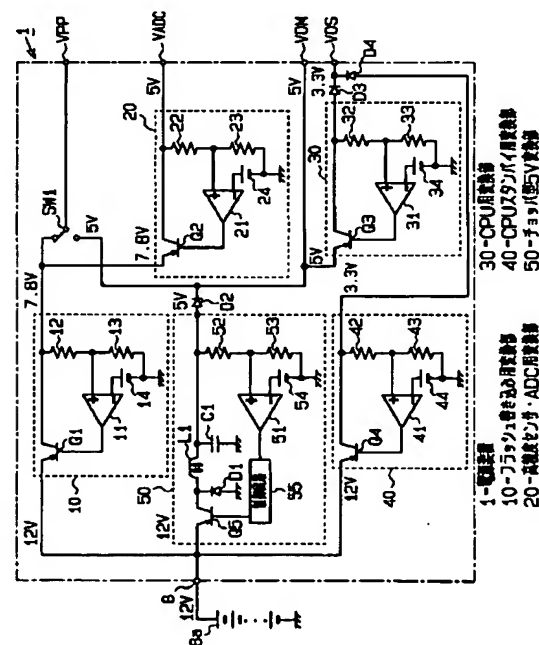 1
VPP
VADC
VOM
VOS
SW1
7.8V
5V
5V
20
22
23
24
21
Q2
7.8V
5V
3.3V
D3
D4
32
33
34
31
30
Q3
5V
3.3V
12V
Q1
12
13
14
11
10
12V
L1
C1
D1
D2
5V
52
53
54
51
55
Q5
50
12V
Q4
42
43
44
41
40
B
12V
Ba
1-電源装置
10-フラッシュ書き込み用変換部
20-高精度センサ・ADC用変換部
30-CPU用変換部
40-CPUスタンバイ用変換部
50-チョッパ型5V変換部